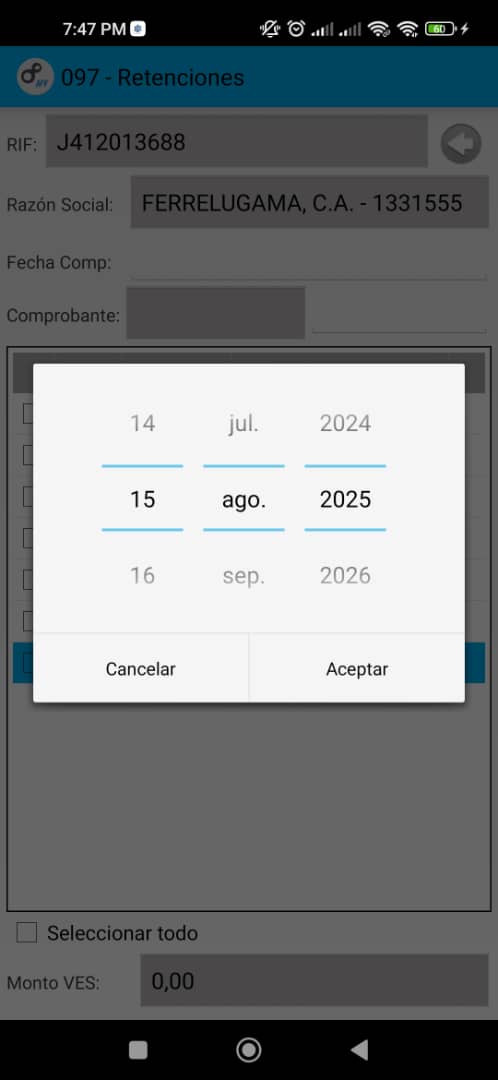 7:47 PM
60
097 - Retenciones
RIF: J412013688
Razón Social: FERRELUGAMA, C.A. - 1331555
Fecha Comp:
Comprobante:
14 jul. 2024
15 ago. 2025
16 sep. 2026
Cancelar Aceptar
Seleccionar todo
Monto VES: 0,00